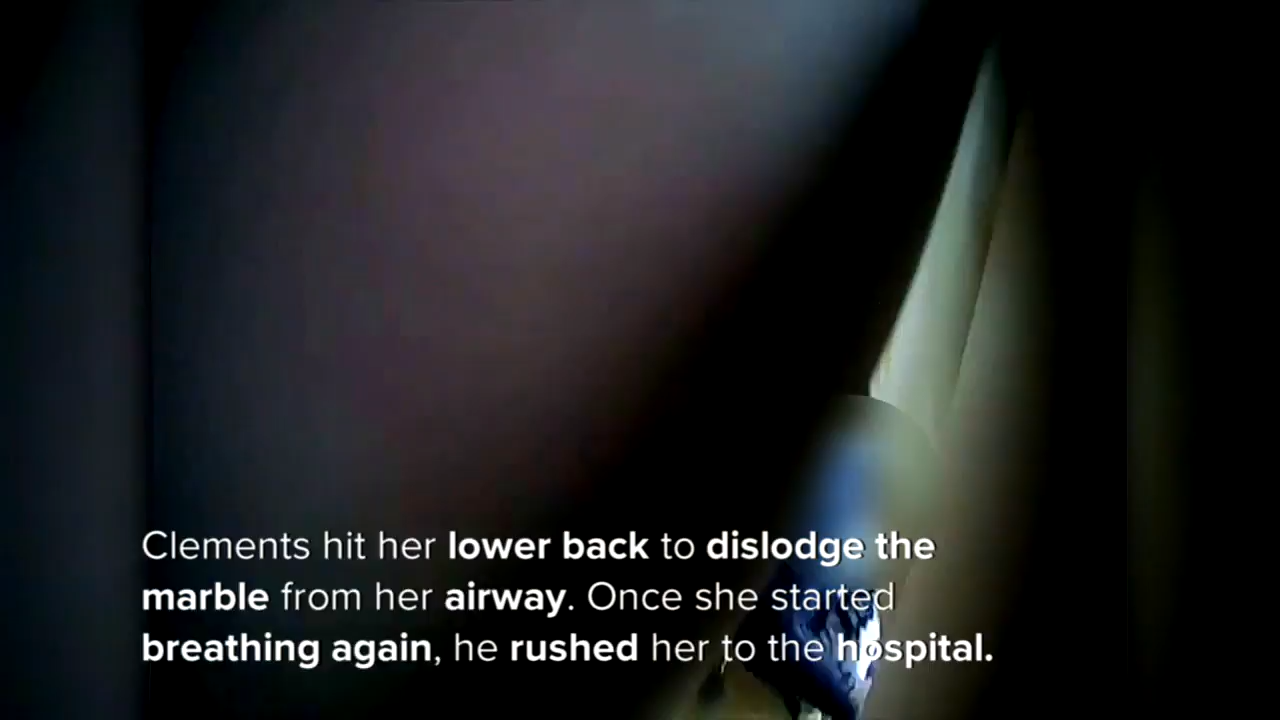 Clements hit her lower back to dislodge the
marble from her airway. Once she started
breathing again, he rushed her to the hospital.